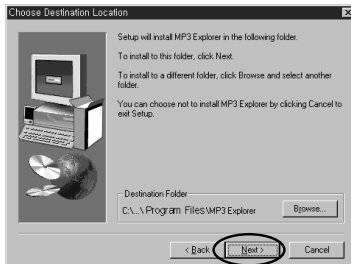 Choose Destination Location
Setup will install MP3 Explorer in the following folder.
To install to this folder, click Next.
To install to a different folder, click Browse and select another
folder.
You can choose not to install MP3 Explorer by clicking Cancel to
exit Setup.
Destination Folder
C:\...\ Program Files\MP3 Explorer
Browse...
< Back
Next >
Cancel